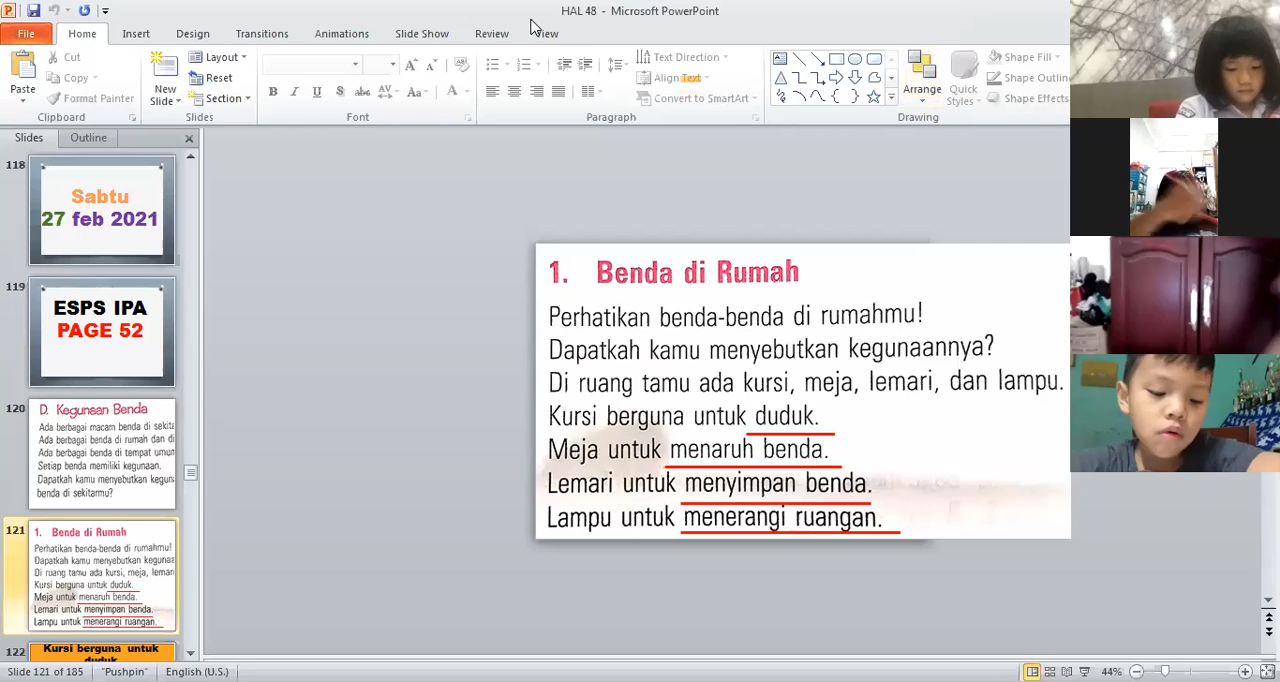 HAL 48 - Microsoft PowerPoint
File Home Insert Design Transitions Animations Slide Show Review View
Cut
Copy
Format Painter
Paste
Clipboard
New Slide
Layout
Reset
Section
Slides
B I U S abc AV Aa A
Font
Text Direction
Align Text
Convert to SmartArt
Paragraph
Arrange
Quick Styles
Shape Fill
Shape Outlin
Shape Effects
Drawing
Slides Outline
118
Sabtu
27 feb 2021
119
ESPS IPA
PAGE 52
120
D. Kegunaan Benda
Ada berbagai macam benda di sekita
Ada berbagai benda di rumah dan di
Ada berbagai benda di tempat umum
Setiap benda memiliki kegunaan.
Dapatkah kamu menyebutkan kegun
benda di sekitarmu?
121
1. Benda di Rumah
Perhatikan benda-benda di rumahmu!
Dapatkah kamu menyebutkan keguna
Di ruang tamu ada kursi, meja, lemar
Kursi berguna untuk duduk.
Meja untuk menaruh benda.
Lemari untuk menyimpan benda.
Lampu untuk menerangi ruangan.
122
Kursi berguna untuk
duduk
1. Benda di Rumah
Perhatikan benda-benda di rumahmu!
Dapatkah kamu menyebutkan kegunaannya?
Di ruang tamu ada kursi, meja, lemari, dan lampu.
Kursi berguna untuk duduk.
Meja untuk menaruh benda.
Lemari untuk menyimpan benda.
Lampu untuk menerangi ruangan.
Slide 121 of 185 "Pushpin" English (U.S.) 44%